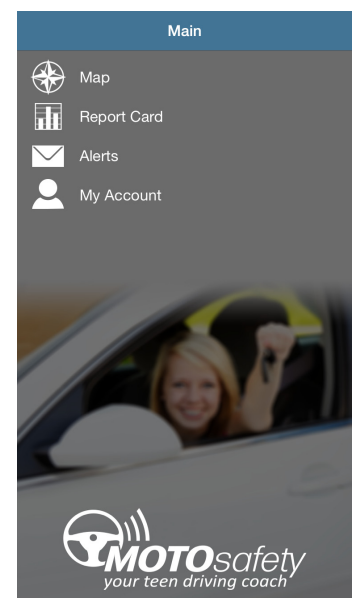 Main
Map
Report Card
Alerts
My Account
MOTOsafety
your teen driving coach